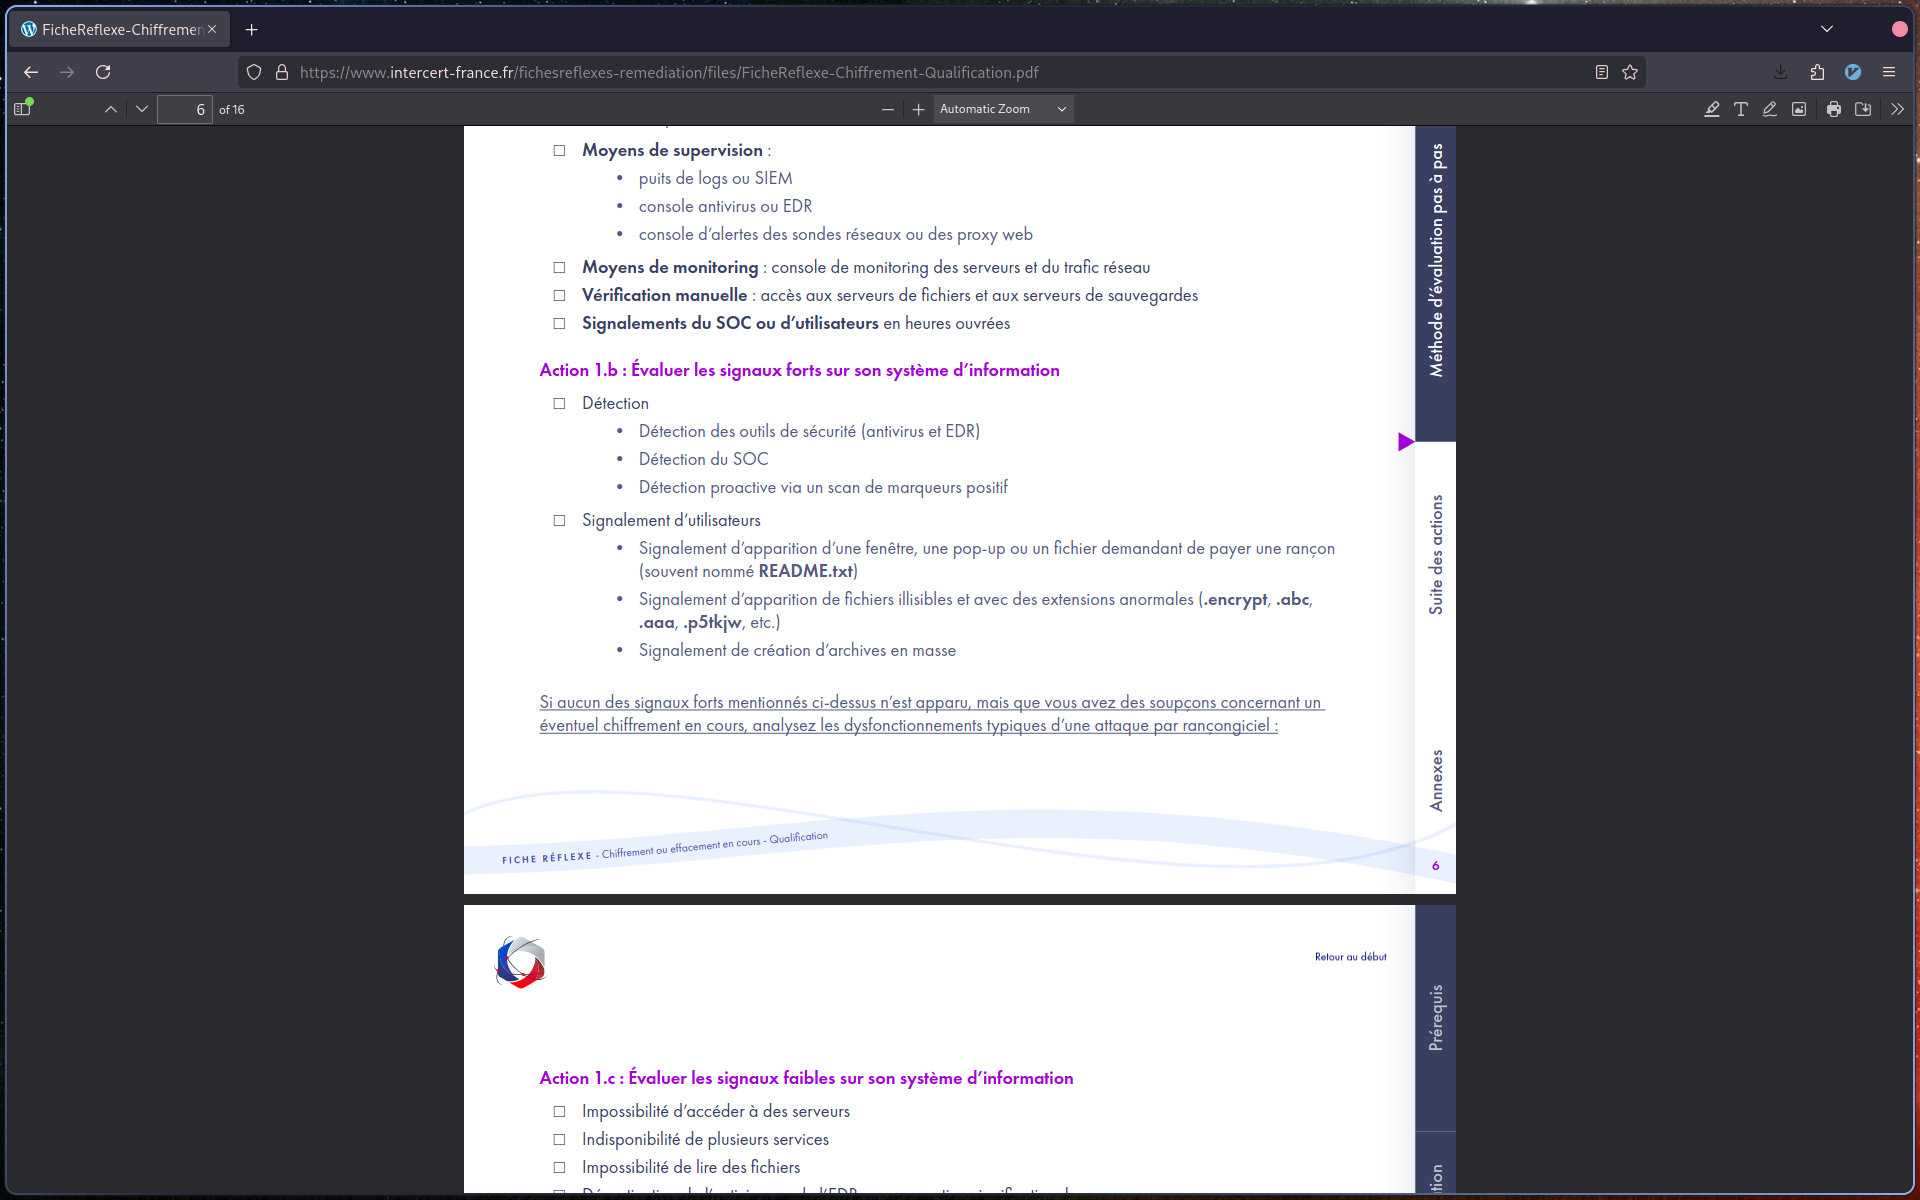 FicheReflexe-Chiffremen
https://www.intercert-france.fr/fichesreflexes-remediation/files/FicheReflexe-Chiffrement-Qualification.pdf
6 of 16
Automatic Zoom
Moyens de supervision :
• puits de logs ou SIEM
• console antivirus ou EDR
• console d’alertes des sondes réseaux ou des proxy web
Moyens de monitoring : console de monitoring des serveurs et du trafic réseau
Vérification manuelle : accès aux serveurs de fichiers et aux serveurs de sauvegardes
Signalements du SOC ou d’utilisateurs en heures ouvrées
Action 1.b : Évaluer les signaux forts sur son système d’information
Détection
• Détection des outils de sécurité (antivirus et EDR)
• Détection du SOC
• Détection proactive via un scan de marqueurs positif
Signalement d’utilisateurs
• Signalement d’apparition d’une fenêtre, une pop-up ou un fichier demandant de payer une rançon
(souvent nommé README.txt)
• Signalement d’apparition de fichiers illisibles et avec des extensions anormales (.encrypt, .abc,
.aaa, .p5tkjw, etc.)
• Signalement de création d’archives en masse
Si aucun des signaux forts mentionnés ci-dessus n’est apparu, mais que vous avez des soupçons concernant un
éventuel chiffrement en cours, analysez les dysfonctionnements typiques d’une attaque par rançongiciel :
FICHE RÉFLEXE - Chiffrement ou effacement en cours - Qualification
6
Méthode d’évaluation pas à pas
Suite des actions
Annexes
Retour au début
Action 1.c : Évaluer les signaux faibles sur son système d’information
Impossibilité d’accéder à des serveurs
Indisponibilité de plusieurs services
Impossibilité de lire des fichiers
Prérequis
tion